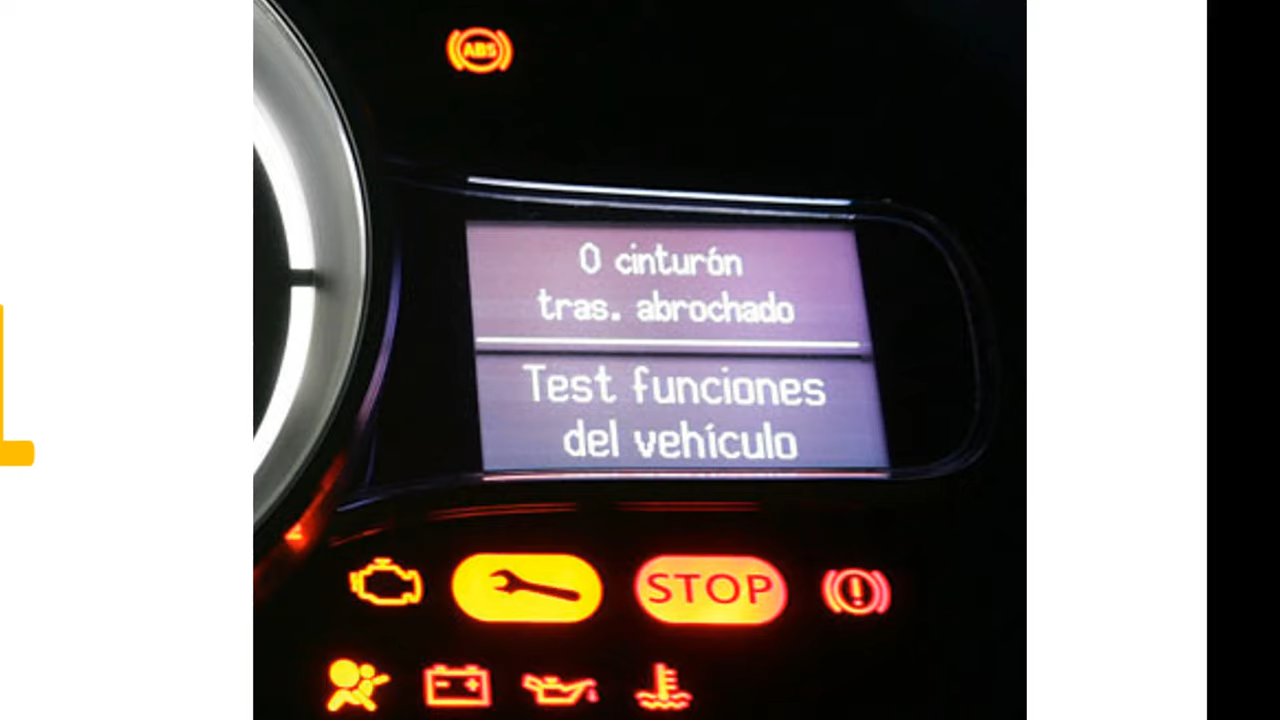 ABS
0 cinturón
tras. abrochado
Test funciones
del vehículo
STOP